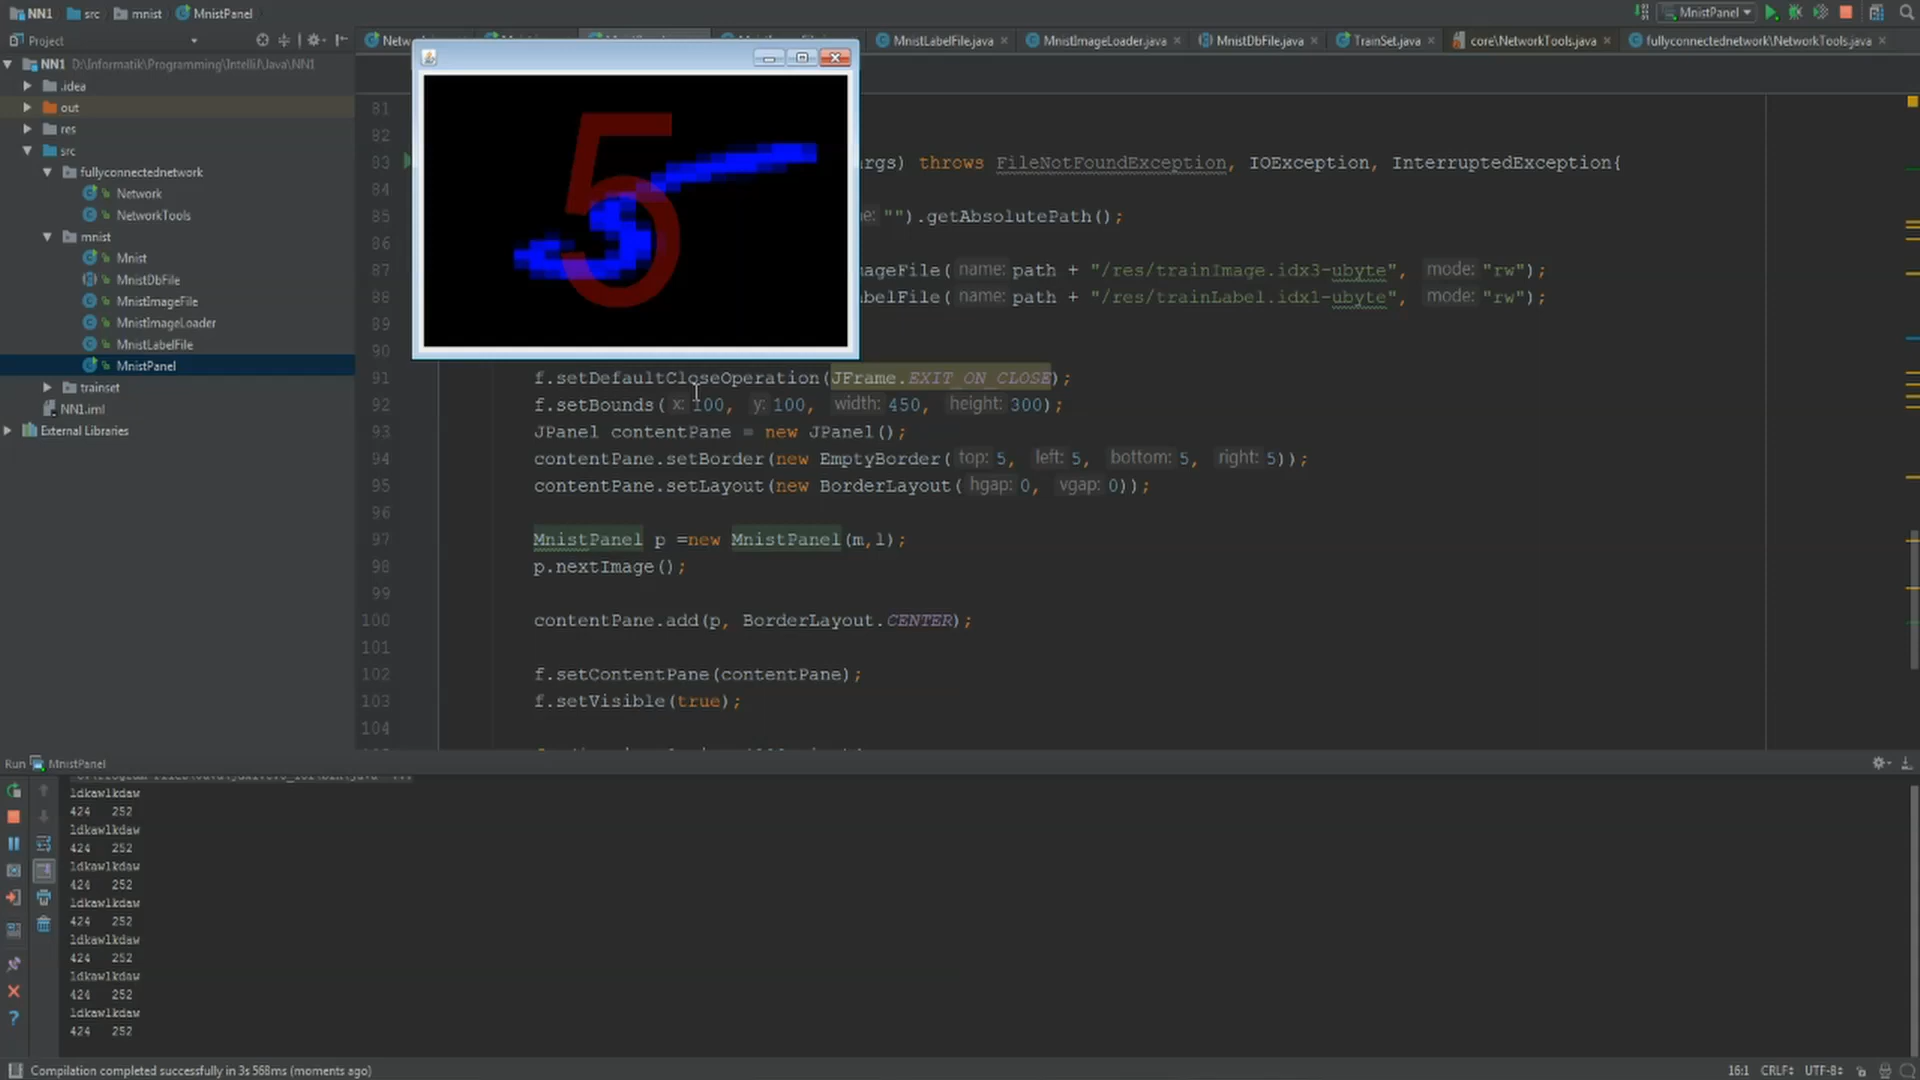 NN1 src mnist MnistPanel
MnistPanel
Project
MnistLabelFile.java MnistImageLoader.java MnistDbFile.java TrainSet.java core\NetworkTools.java fullyconnectednetwork\NetworkTools.java
NN1 D:\Informatik\Programming\IntelliJ\Java\NN1
.idea
out
res
src
fullyconnectednetwork
Network
NetworkTools
mnist
Mnist
MnistDbFile
MnistImageFile
MnistImageLoader
MnistLabelFile
MnistPanel
trainset
NN1.iml
External Libraries
5
81
82
83 rgs) throws FileNotFoundException, IOException, InterruptedException{
84
85 e: "").getAbsolutePath();
86
87 ageFile( name: path + "/res/trainImage.idx3-ubyte", mode: "rw");
88 belFile( name: path + "/res/trainLabel.idx1-ubyte", mode: "rw");
89
90
91 f.setDefaultCloseOperation(JFrame.EXIT_ON_CLOSE);
92 f.setBounds( x: 100, y: 100, width: 450, height: 300);
93 JPanel contentPane = new JPanel();
94 contentPane.setBorder(new EmptyBorder( top: 5, left: 5, bottom: 5, right: 5));
95 contentPane.setLayout(new BorderLayout( hgap: 0, vgap: 0));
96
97 MnistPanel p =new MnistPanel(m,l);
98 p.nextImage();
99
100 contentPane.add(p, BorderLayout.CENTER);
101
102 f.setContentPane(contentPane);
103 f.setVisible(true);
104
Run MnistPanel
ldkawlkdaw
424 252
ldkawlkdaw
424 252
ldkawlkdaw
424 252
ldkawlkdaw
424 252
ldkawlkdaw
424 252
ldkawlkdaw
424 252
ldkawlkdaw
424 252
Compilation completed successfully in 3s 568ms (moments ago)
16:1 CRLF UTF-8